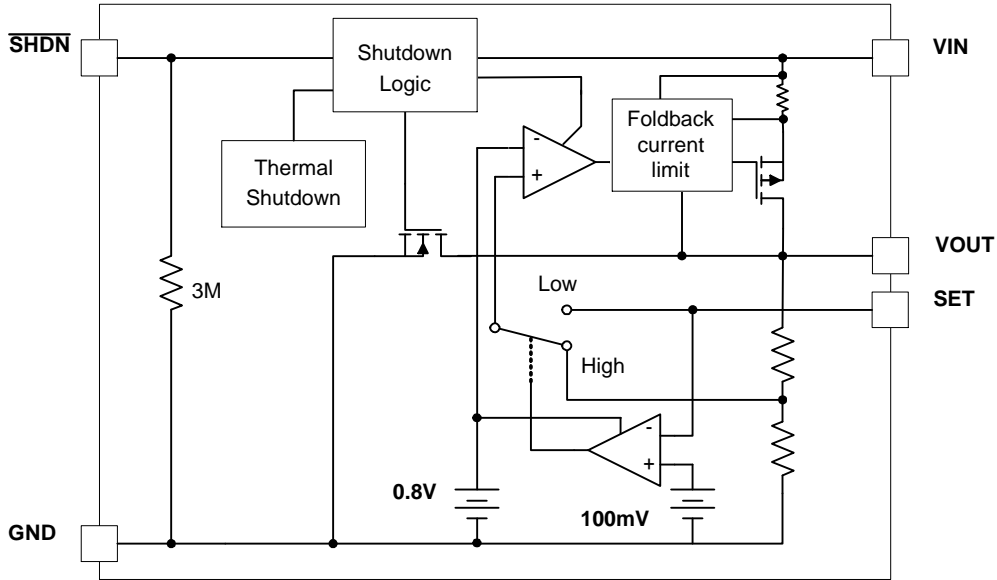 SHDN
Shutdown
Logic
VIN
Foldback
current
limit
-
+
Thermal
Shutdown
VOUT
3M
Low
SET
High
-
+
0.8V
100mV
GND